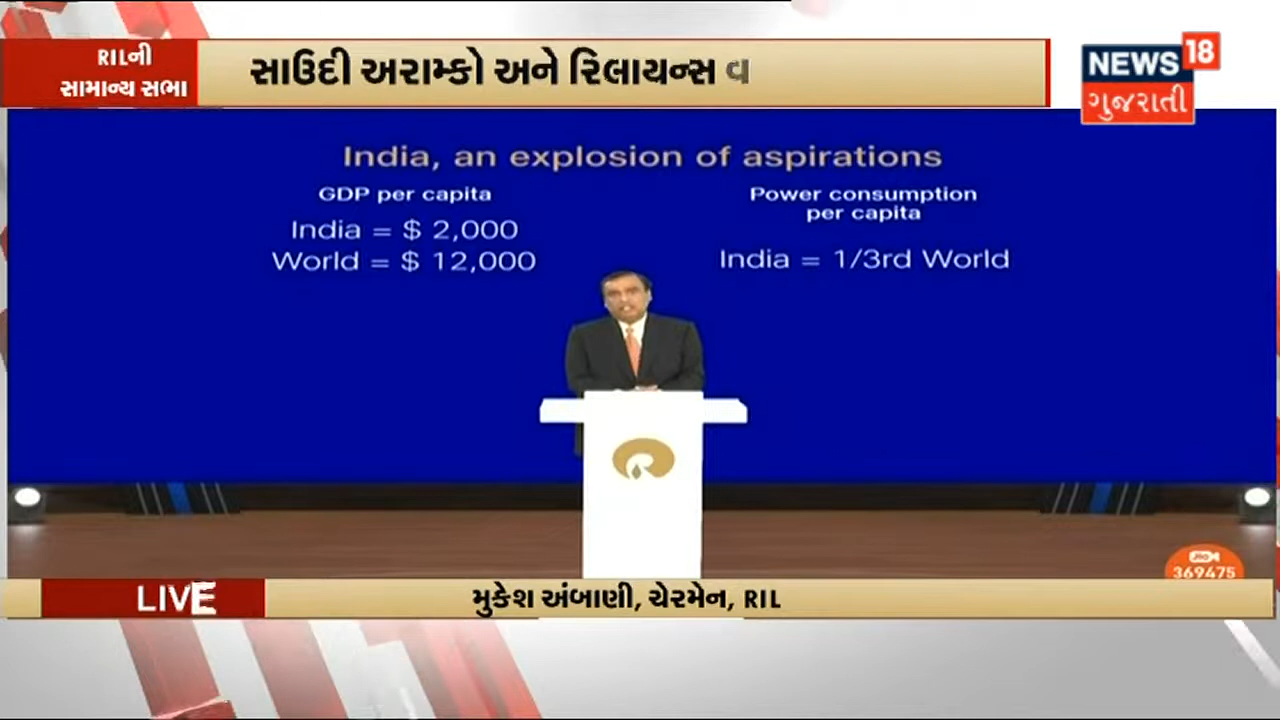 RILની
સામાન્ય સભા
સાઉદી અરામ્કો અને રિલાયન્સ વ
NEWS 18
ગુજરાતી
India, an explosion of aspirations
GDP per capita
India = $ 2,000
World = $ 12,000
Power consumption
per capita
India = 1/3rd World
JIO
369475
LIVE
મુકેશ અંબાણી, ચેરમેન, RIL